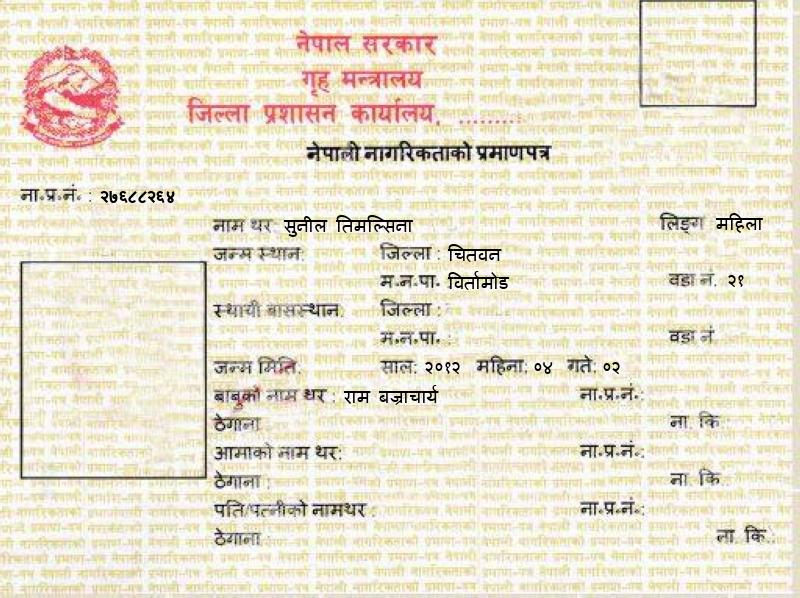 नेपाल सरकार
गृह मन्त्रालय
जिल्ला प्रशासन कार्यालय, .........
नेपाली नागरिकताको प्रमाणपत्र
ना.प्र.नं. : २७६८८२६४
नाम थर: सुनील तिमल्सिना लिङ्ग महिला
जन्म स्थान: जिल्ला : चितवन
म.न.पा. विर्तामोड वडा नं. २१
स्थायी बासस्थान: जिल्ला :
म.न.पा. : वडा नं
जन्म मिति: साल: २०१२ महिना: ०४ गते: ०२
बाबुको नाम थर : राम बज्राचार्य ना.प्र.नं.:
ठेगाना : ना. कि :
आमाको नाम थर: ना.प्र.नं.:
ठेगाना : ना. कि
पति/पत्नीको नामथर : ना.प्र.नं.:
ठेगाना : ना. कि.: